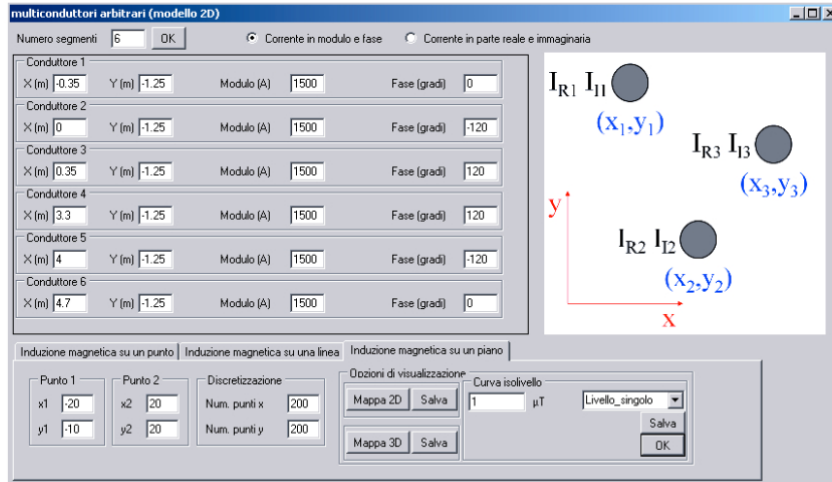 multiconduttori arbitrari (modello 2D)
Numero segmenti 6 OK Corrente in modulo e fase Corrente in parte reale e immaginaria
Conduttore 1
X (m) -0.35 Y (m) -1.25 Modulo (A) 1500 Fase (gradi) 0
Conduttore 2
X (m) 0 Y (m) -1.25 Modulo (A) 1500 Fase (gradi) -120
Conduttore 3
X (m) 0.35 Y (m) -1.25 Modulo (A) 1500 Fase (gradi) 120
Conduttore 4
X (m) 3.3 Y (m) -1.25 Modulo (A) 1500 Fase (gradi) 120
Conduttore 5
X (m) 4 Y (m) -1.25 Modulo (A) 1500 Fase (gradi) -120
Conduttore 6
X (m) 4.7 Y (m) -1.25 Modulo (A) 1500 Fase (gradi) 0
I_R1 I_I1
(x_1,y_1)
I_R3 I_I3
(x_3,y_3)
y
I_R2 I_I2
(x_2,y_2)
x
Induzione magnetica su un punto Induzione magnetica su una linea Induzione magnetica su un piano
Punto 1
x1 -20
y1 -10
Punto 2
x2 20
y2 20
Discretizzazione
Num. punti x 200
Num. punti y 200
Opzioni di visualizzazione
Mappa 2D Salva
Mappa 3D Salva
Curva isolivello
1 µT Livello_singolo
Salva
OK